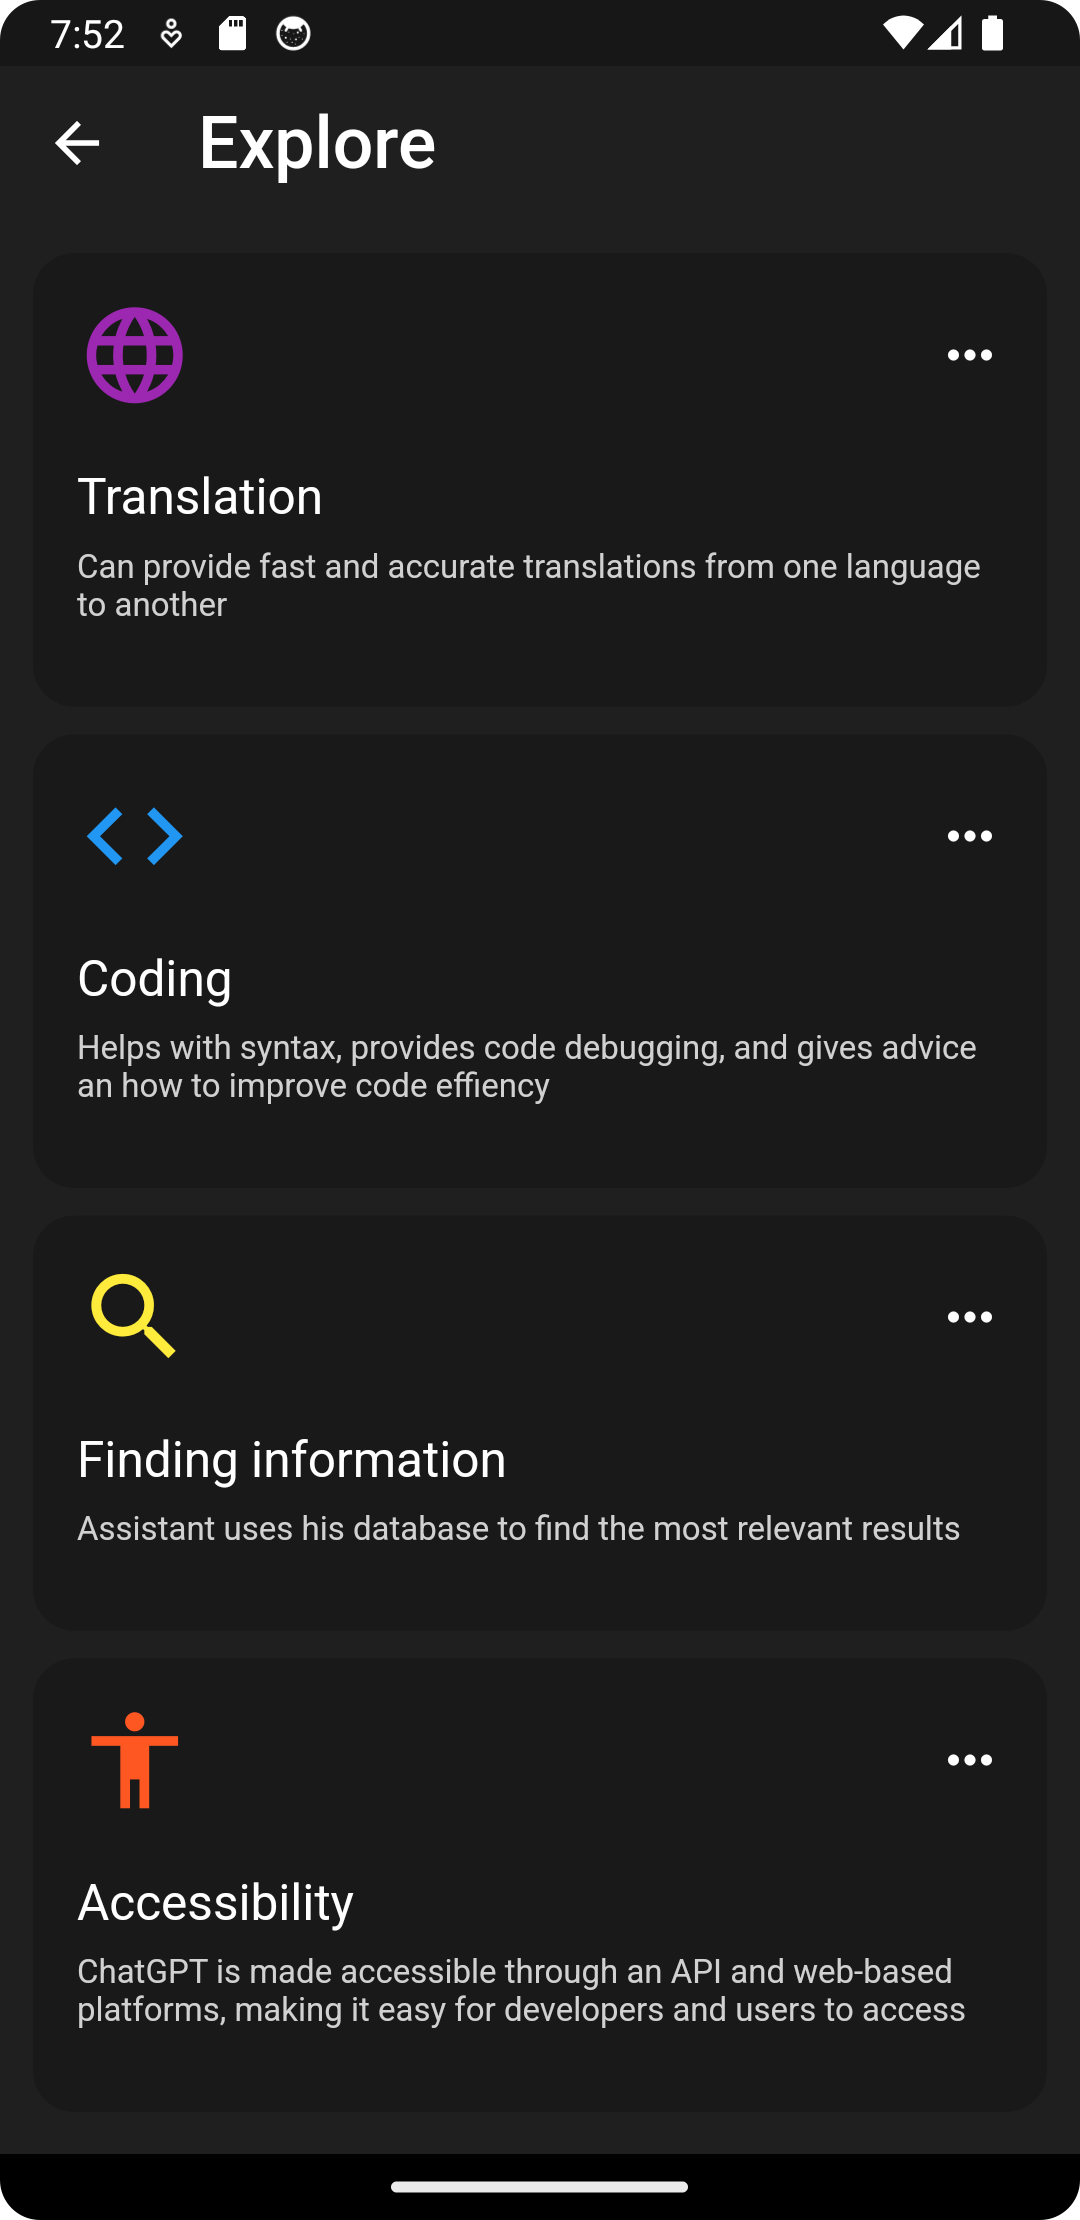 7:52
Explore
Translation
Can provide fast and accurate translations from one language
to another
Coding
Helps with syntax, provides code debugging, and gives advice
an how to improve code effiency
Finding information
Assistant uses his database to find the most relevant results
Accessibility
ChatGPT is made accessible through an API and web-based
platforms, making it easy for developers and users to access